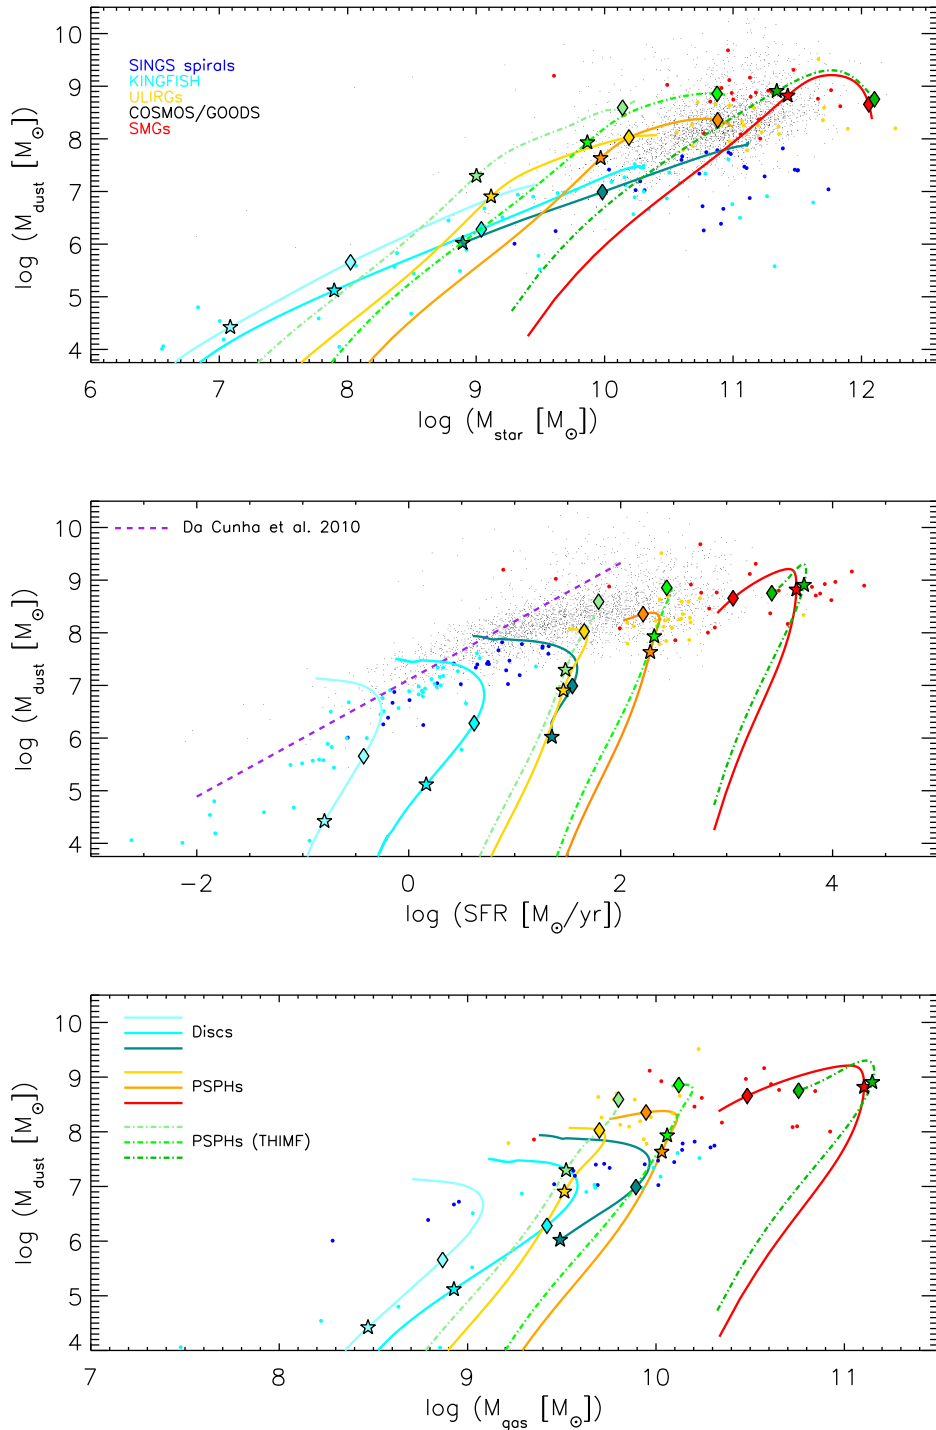 10
9
8
7
6
5
4
log (M_dust [M_⊙])
SINGS spirals
KINGFISH
ULIRGs
COSMOS/GOODS
SMGs
6 7 8 9 10 11 12
log (M_star [M_⊙])
10
9
8
7
6
5
4
log (M_dust [M_⊙])
Da Cunha et al. 2010
−2 0 2 4
log (SFR [M_⊙/yr])
10
9
8
7
6
5
4
log (M_dust [M_⊙])
Discs
PSPHs
PSPHs (THIMF)
7 8 9 10 11
log (M_gas [M_⊙])